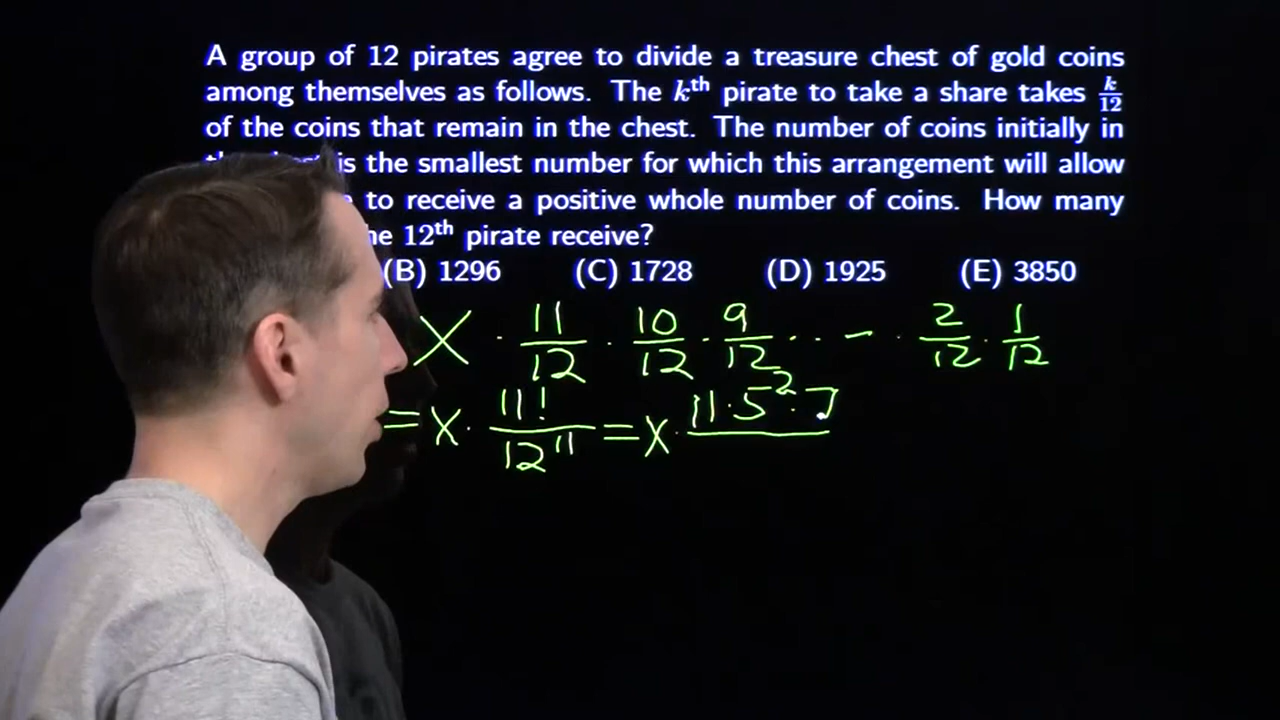 A group of 12 pirates agree to divide a treasure chest of gold coins
among themselves as follows. The kth pirate to take a share takes k/12
of the coins that remain in the chest. The number of coins initially in
is the smallest number for which this arrangement will allow
to receive a positive whole number of coins. How many
12th pirate receive?
(B) 1296 (C) 1728 (D) 1925 (E) 3850
X · 11/12 · 10/12 · 9/12 · · - · 2/12 · 1/12
= X · 11!/12^11 = X · 11·5^2·7